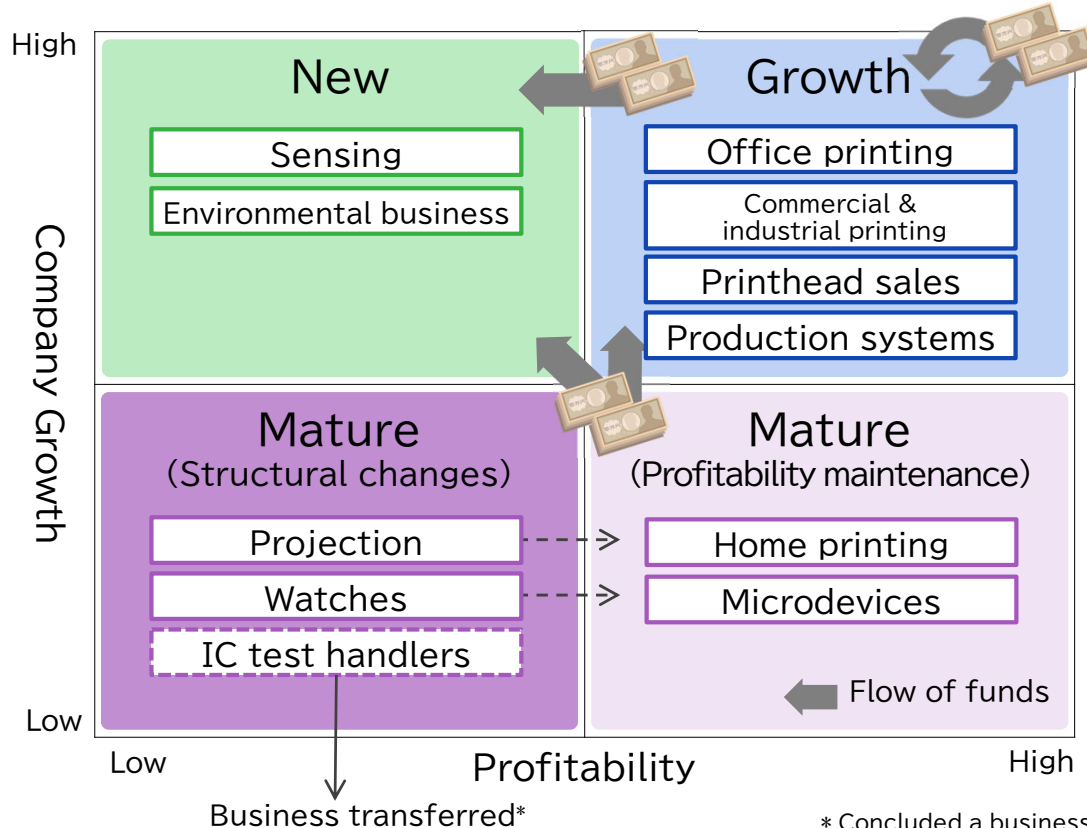 High
New
Growth
Sensing
Environmental business
Office printing
Commercial &
industrial printing
Printhead sales
Production systems
Company Growth
Mature
(Structural changes)
Mature
(Profitability maintenance)
Projection
Watches
IC test handlers
Home printing
Microdevices
Flow of funds
Low
Low
Profitability
High
Business transferred*
* Concluded a business